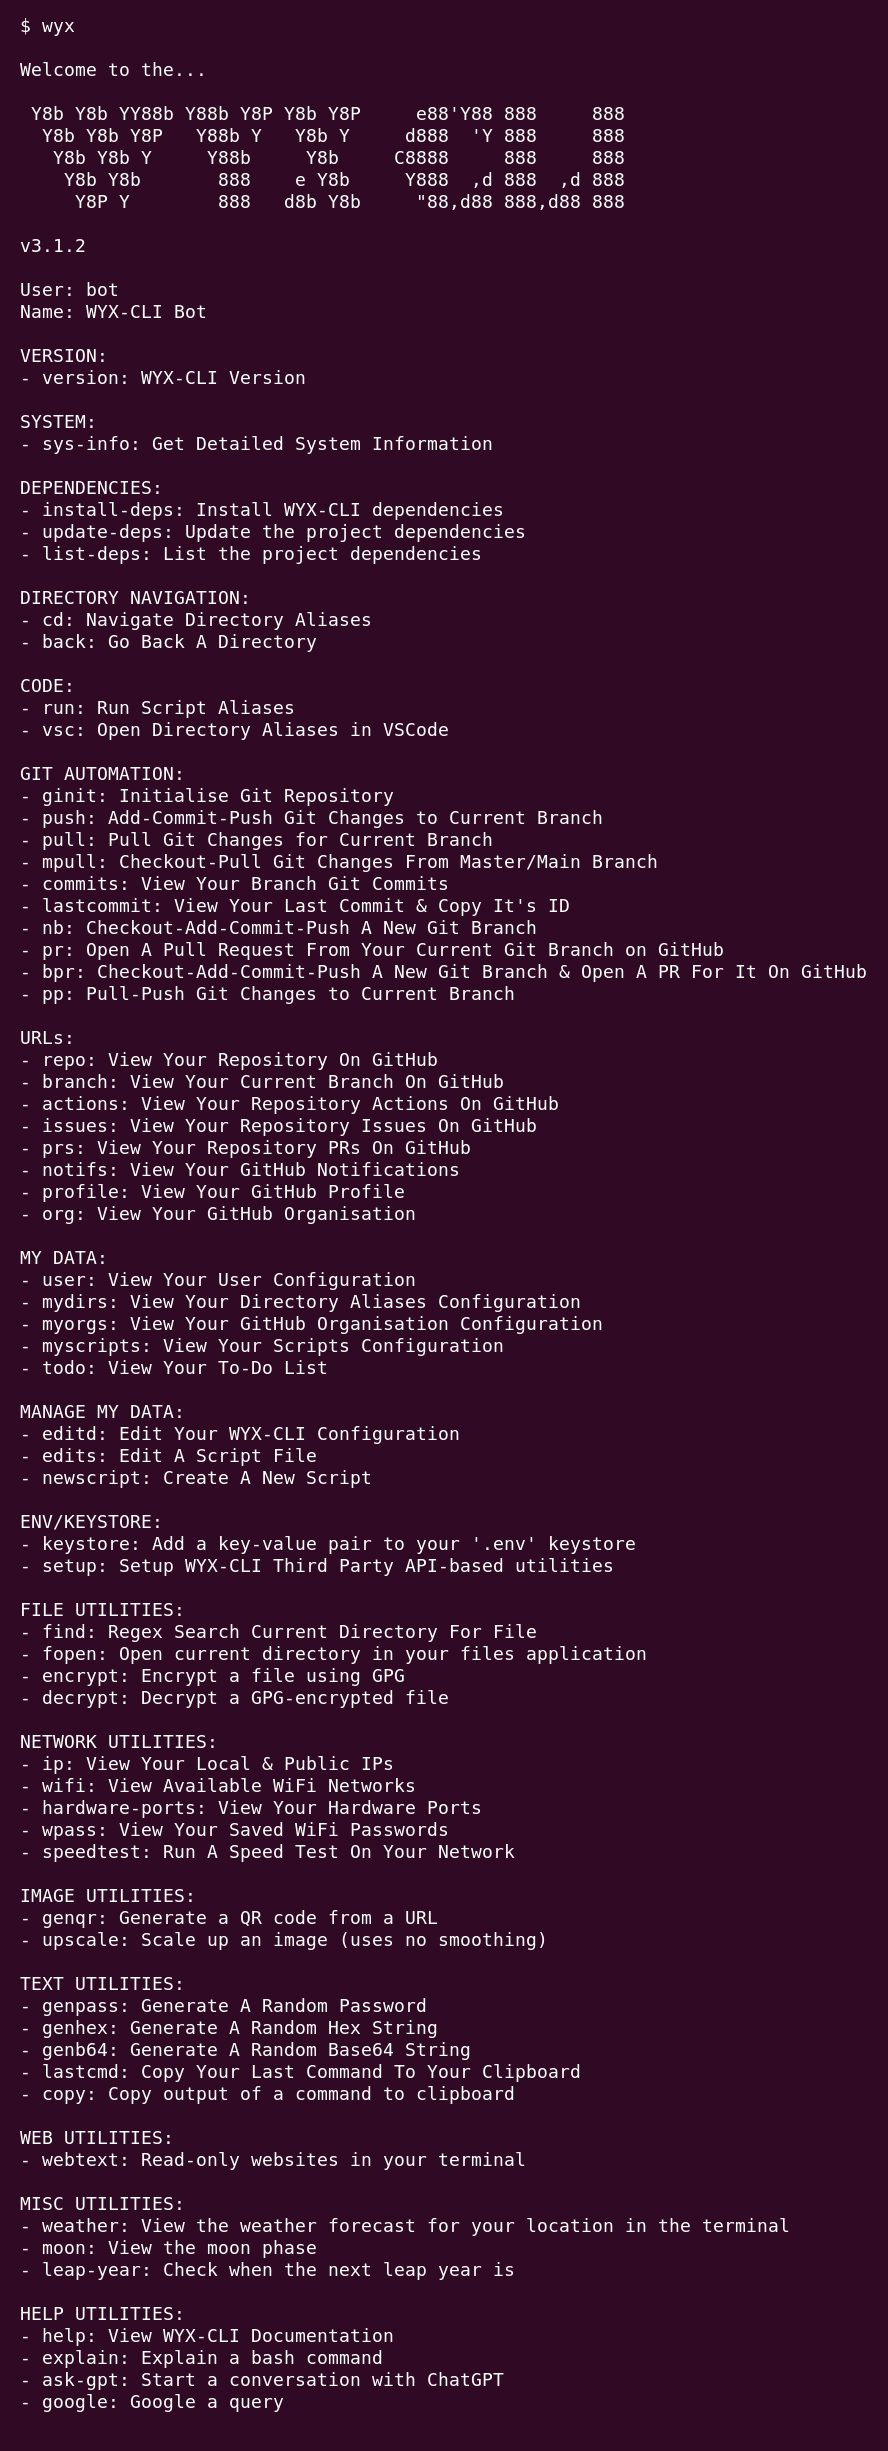 $ wyx
Welcome to the...
 Y8b Y8b YY88b Y88b Y8P Y8b Y8P     e88'Y88 888     888
  Y8b Y8b Y8P   Y88b Y   Y8b Y     d888  'Y 888     888
   Y8b Y8b Y     Y88b     Y8b     C8888     888     888
    Y8b Y8b       888    e Y8b     Y888  ,d 888  ,d 888
     Y8P Y        888   d8b Y8b     "88,d88 888,d88 888
v3.1.2
User: bot
Name: WYX-CLI Bot
VERSION:
- version: WYX-CLI Version
SYSTEM:
- sys-info: Get Detailed System Information
DEPENDENCIES:
- install-deps: Install WYX-CLI dependencies
- update-deps: Update the project dependencies
- list-deps: List the project dependencies
DIRECTORY NAVIGATION:
- cd: Navigate Directory Aliases
- back: Go Back A Directory
CODE:
- run: Run Script Aliases
- vsc: Open Directory Aliases in VSCode
GIT AUTOMATION:
- ginit: Initialise Git Repository
- push: Add-Commit-Push Git Changes to Current Branch
- pull: Pull Git Changes for Current Branch
- mpull: Checkout-Pull Git Changes From Master/Main Branch
- commits: View Your Branch Git Commits
- lastcommit: View Your Last Commit & Copy It's ID
- nb: Checkout-Add-Commit-Push A New Git Branch
- pr: Open A Pull Request From Your Current Git Branch on GitHub
- bpr: Checkout-Add-Commit-Push A New Git Branch & Open A PR For It On GitHub
- pp: Pull-Push Git Changes to Current Branch
URLs:
- repo: View Your Repository On GitHub
- branch: View Your Current Branch On GitHub
- actions: View Your Repository Actions On GitHub
- issues: View Your Repository Issues On GitHub
- prs: View Your Repository PRs On GitHub
- notifs: View Your GitHub Notifications
- profile: View Your GitHub Profile
- org: View Your GitHub Organisation
MY DATA:
- user: View Your User Configuration
- mydirs: View Your Directory Aliases Configuration
- myorgs: View Your GitHub Organisation Configuration
- myscripts: View Your Scripts Configuration
- todo: View Your To-Do List
MANAGE MY DATA:
- editd: Edit Your WYX-CLI Configuration
- edits: Edit A Script File
- newscript: Create A New Script
ENV/KEYSTORE:
- keystore: Add a key-value pair to your '.env' keystore
- setup: Setup WYX-CLI Third Party API-based utilities
FILE UTILITIES:
- find: Regex Search Current Directory For File
- fopen: Open current directory in your files application
- encrypt: Encrypt a file using GPG
- decrypt: Decrypt a GPG-encrypted file
NETWORK UTILITIES:
- ip: View Your Local & Public IPs
- wifi: View Available WiFi Networks
- hardware-ports: View Your Hardware Ports
- wpass: View Your Saved WiFi Passwords
- speedtest: Run A Speed Test On Your Network
IMAGE UTILITIES:
- genqr: Generate a QR code from a URL
- upscale: Scale up an image (uses no smoothing)
TEXT UTILITIES:
- genpass: Generate A Random Password
- genhex: Generate A Random Hex String
- genb64: Generate A Random Base64 String
- lastcmd: Copy Your Last Command To Your Clipboard
- copy: Copy output of a command to clipboard
WEB UTILITIES:
- webtext: Read-only websites in your terminal
MISC UTILITIES:
- weather: View the weather forecast for your location in the terminal
- moon: View the moon phase
- leap-year: Check when the next leap year is
HELP UTILITIES:
- help: View WYX-CLI Documentation
- explain: Explain a bash command
- ask-gpt: Start a conversation with ChatGPT
- google: Google a query